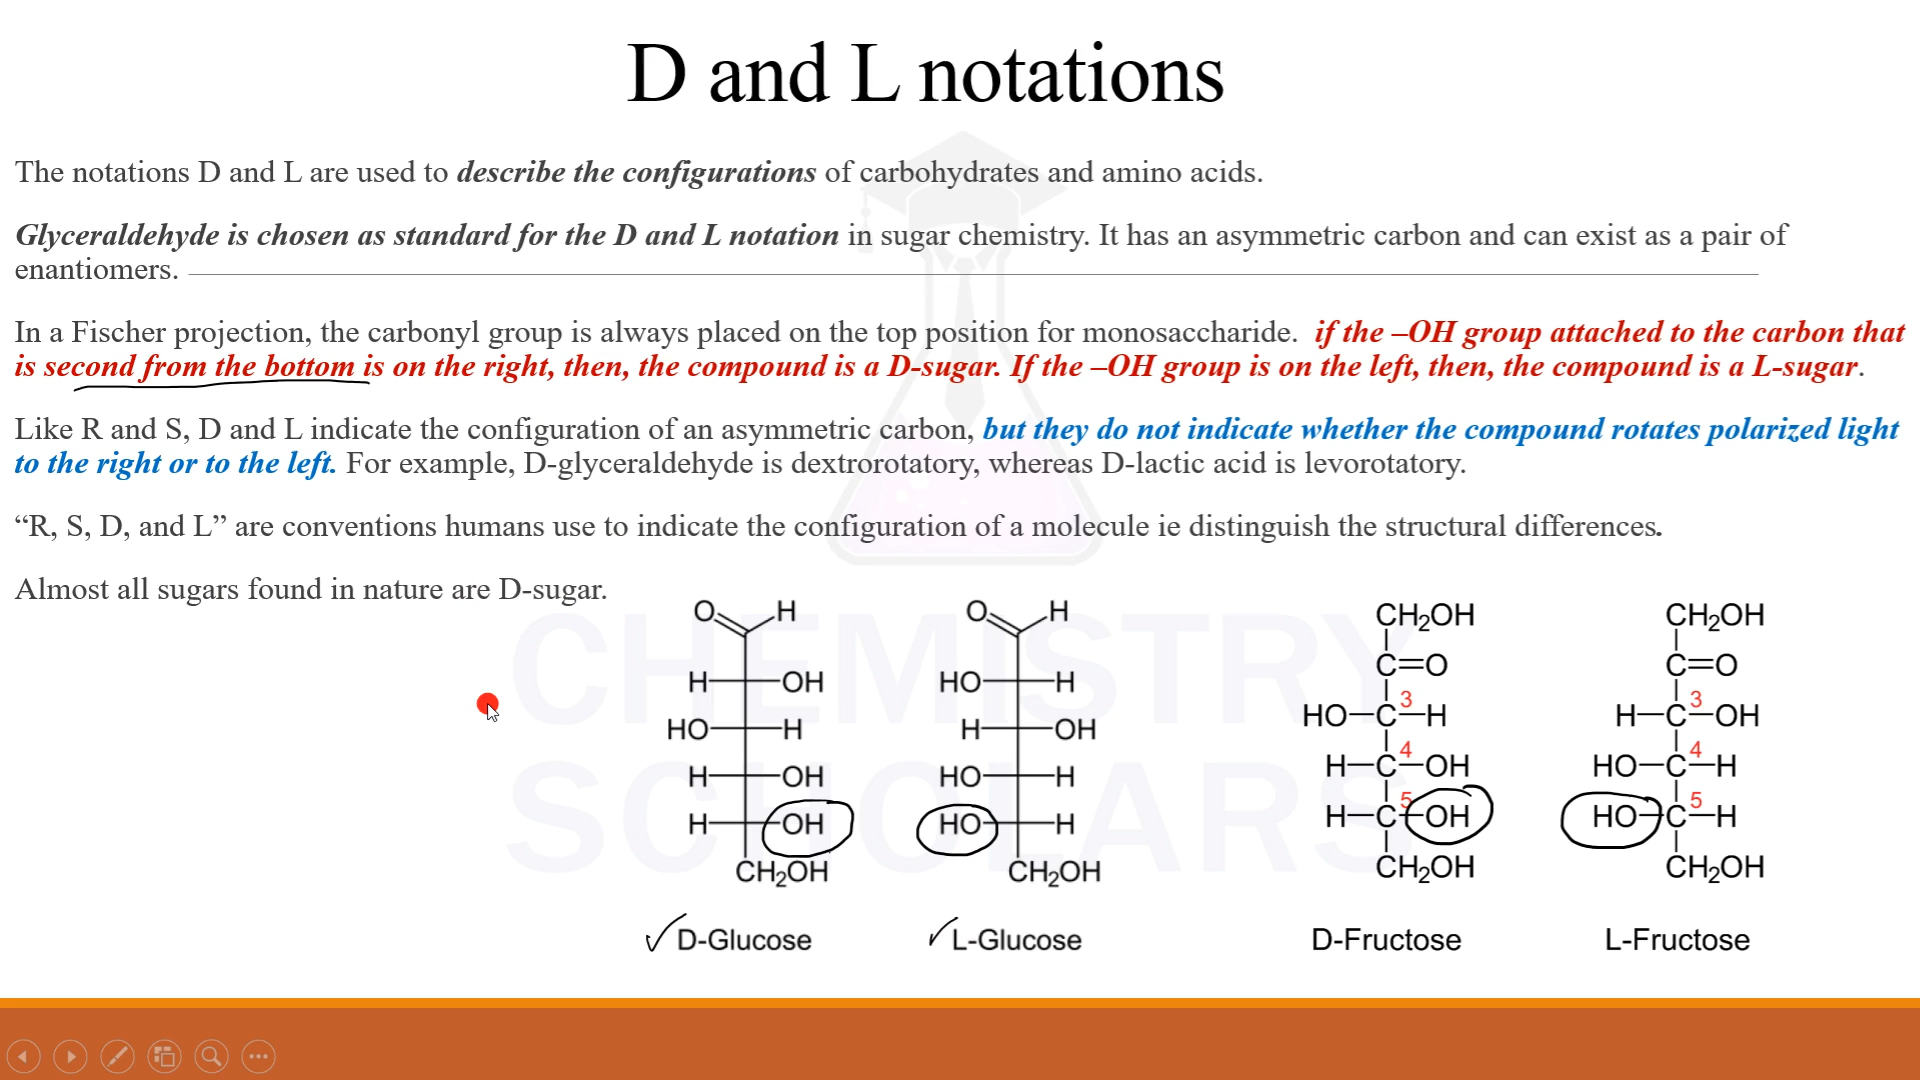 D and L notations
The notations D and L are used to describe the configurations of carbohydrates and amino acids.
Glyceraldehyde is chosen as standard for the D and L notation in sugar chemistry. It has an asymmetric carbon and can exist as a pair of
enantiomers.
In a Fischer projection, the carbonyl group is always placed on the top position for monosaccharide. if the –OH group attached to the carbon that
is second from the bottom is on the right, then, the compound is a D-sugar. If the –OH group is on the left, then, the compound is a L-sugar.
Like R and S, D and L indicate the configuration of an asymmetric carbon, but they do not indicate whether the compound rotates polarized light
to the right or to the left. For example, D-glyceraldehyde is dextrorotatory, whereas D-lactic acid is levorotatory.
“R, S, D, and L” are conventions humans use to indicate the configuration of a molecule ie distinguish the structural differences.
Almost all sugars found in nature are D-sugar.
CHEMISTRY
SCHOLARS
O H
H OH
HO H
H OH
H OH
CH₂OH
D-Glucose
O H
HO H
H OH
HO H
HO H
CH₂OH
L-Glucose
CH₂OH
C=O
3
HO–C–H
4
H–C–OH
5
H–C–OH
CH₂OH
D-Fructose
CH₂OH
C=O
3
H–C–OH
4
HO–C–H
5
HO–C–H
CH₂OH
L-Fructose